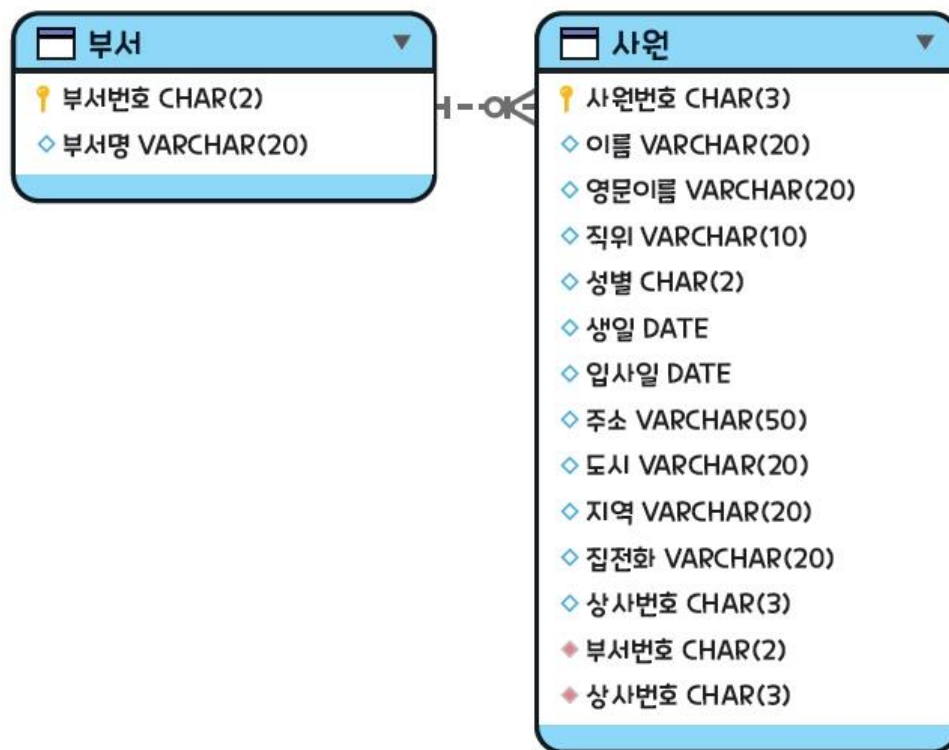 부서
부서번호 CHAR(2)
부서명 VARCHAR(20)
사원
사원번호 CHAR(3)
이름 VARCHAR(20)
영문이름 VARCHAR(20)
직위 VARCHAR(10)
성별 CHAR(2)
생일 DATE
입사일 DATE
주소 VARCHAR(50)
도시 VARCHAR(20)
지역 VARCHAR(20)
집전화 VARCHAR(20)
상사번호 CHAR(3)
부서번호 CHAR(2)
상사번호 CHAR(3)